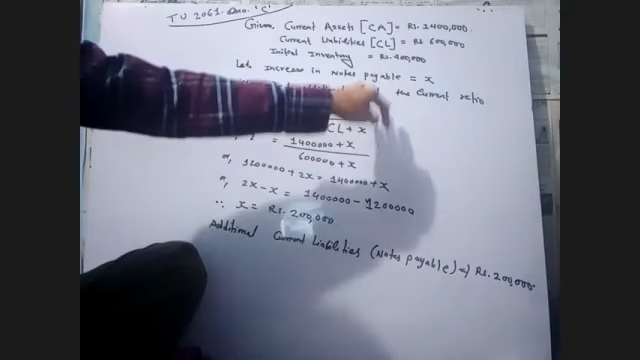 TU 2061. Qno. 'C'
Given, Current Assets [CA] = Rs. 1400,000.
Current Liabilities [CL] = Rs 600,000
Initial Inventory = Rs. 400,000
Let, Increase in Notes payable = x
the current ratio
CL + x
2 = 1400000 + x
600000 + x
or, 1200000 + 2x = 1400000 + x
or, 2x - x = 1400000 - 1200000
∴ x = Rs. 200,000
Additional Current Liabilities (Notes payable) = Rs. 200,000.